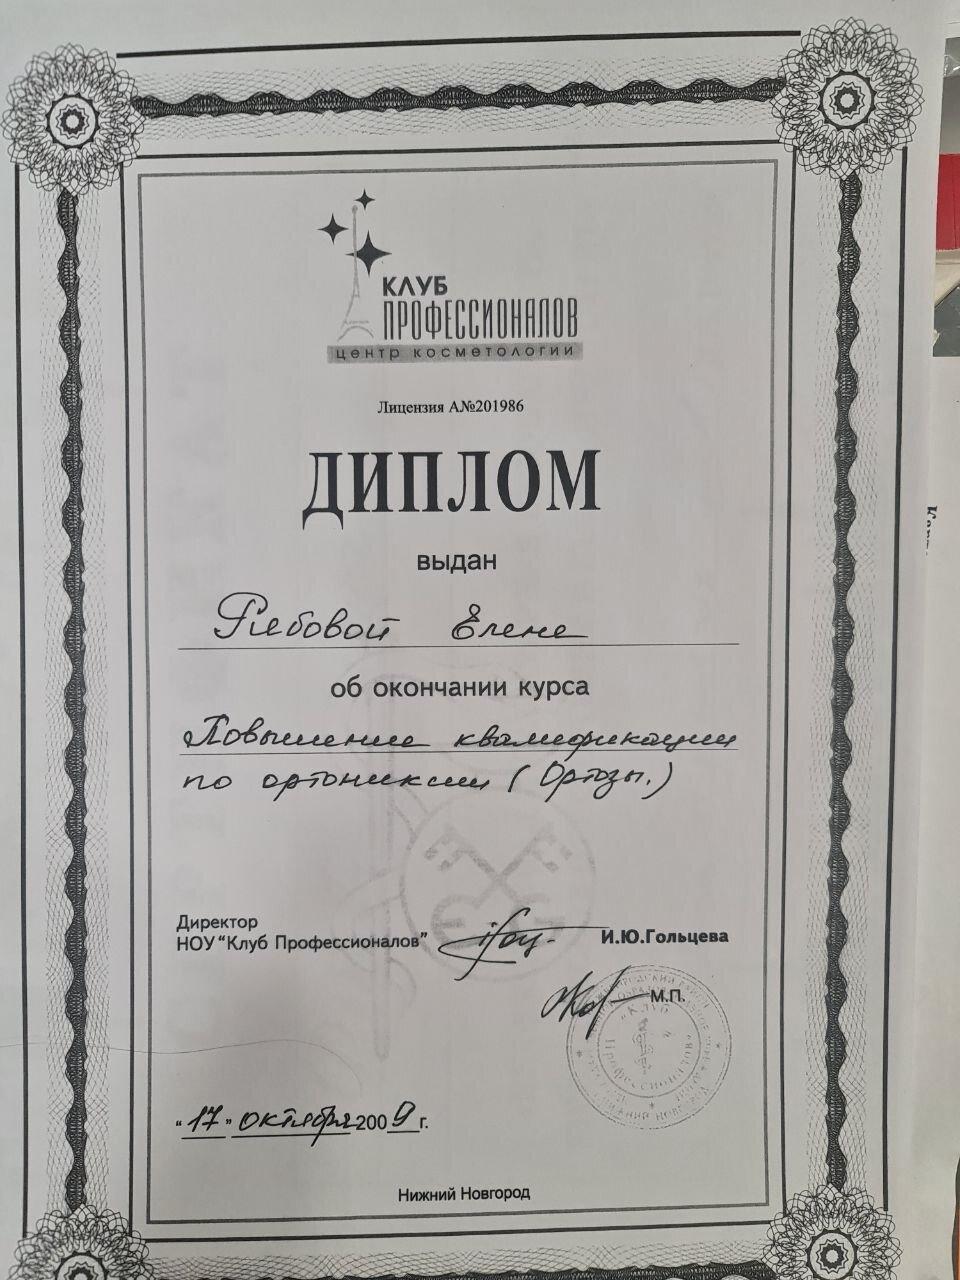 КЛУБ
ПРОФЕССИОНАЛОВ
центр косметологии
Лицензия А№201986
ДИПЛОМ
выдан
Рябовой Елене
об окончании курса
Повышение квалификации
по ортониксии (Ортозы.)
Директор
НОУ “Клуб Профессионалов”
И.Ю.Гольцева
М.П.
“17” октября 2009 г.
Нижний Новгород